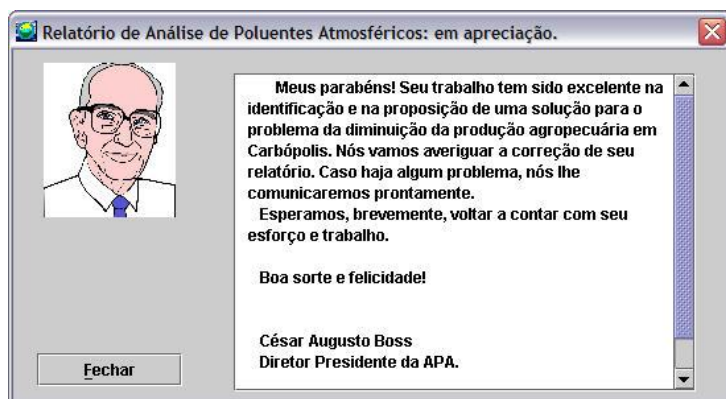 Relatório de Análise de Poluentes Atmosféricos: em apreciação.
Meus parabéns! Seu trabalho tem sido excelente na
identificação e na proposição de uma solução para o
problema da diminuição da produção agropecuária em
Carbópolis. Nós vamos averiguar a correção de seu
relatório. Caso haja algum problema, nós lhe
comunicaremos prontamente.
Esperamos, brevemente, voltar a contar com seu
esforço e trabalho.
Boa sorte e felicidade!
César Augusto Boss
Diretor Presidente da APA.
Fechar